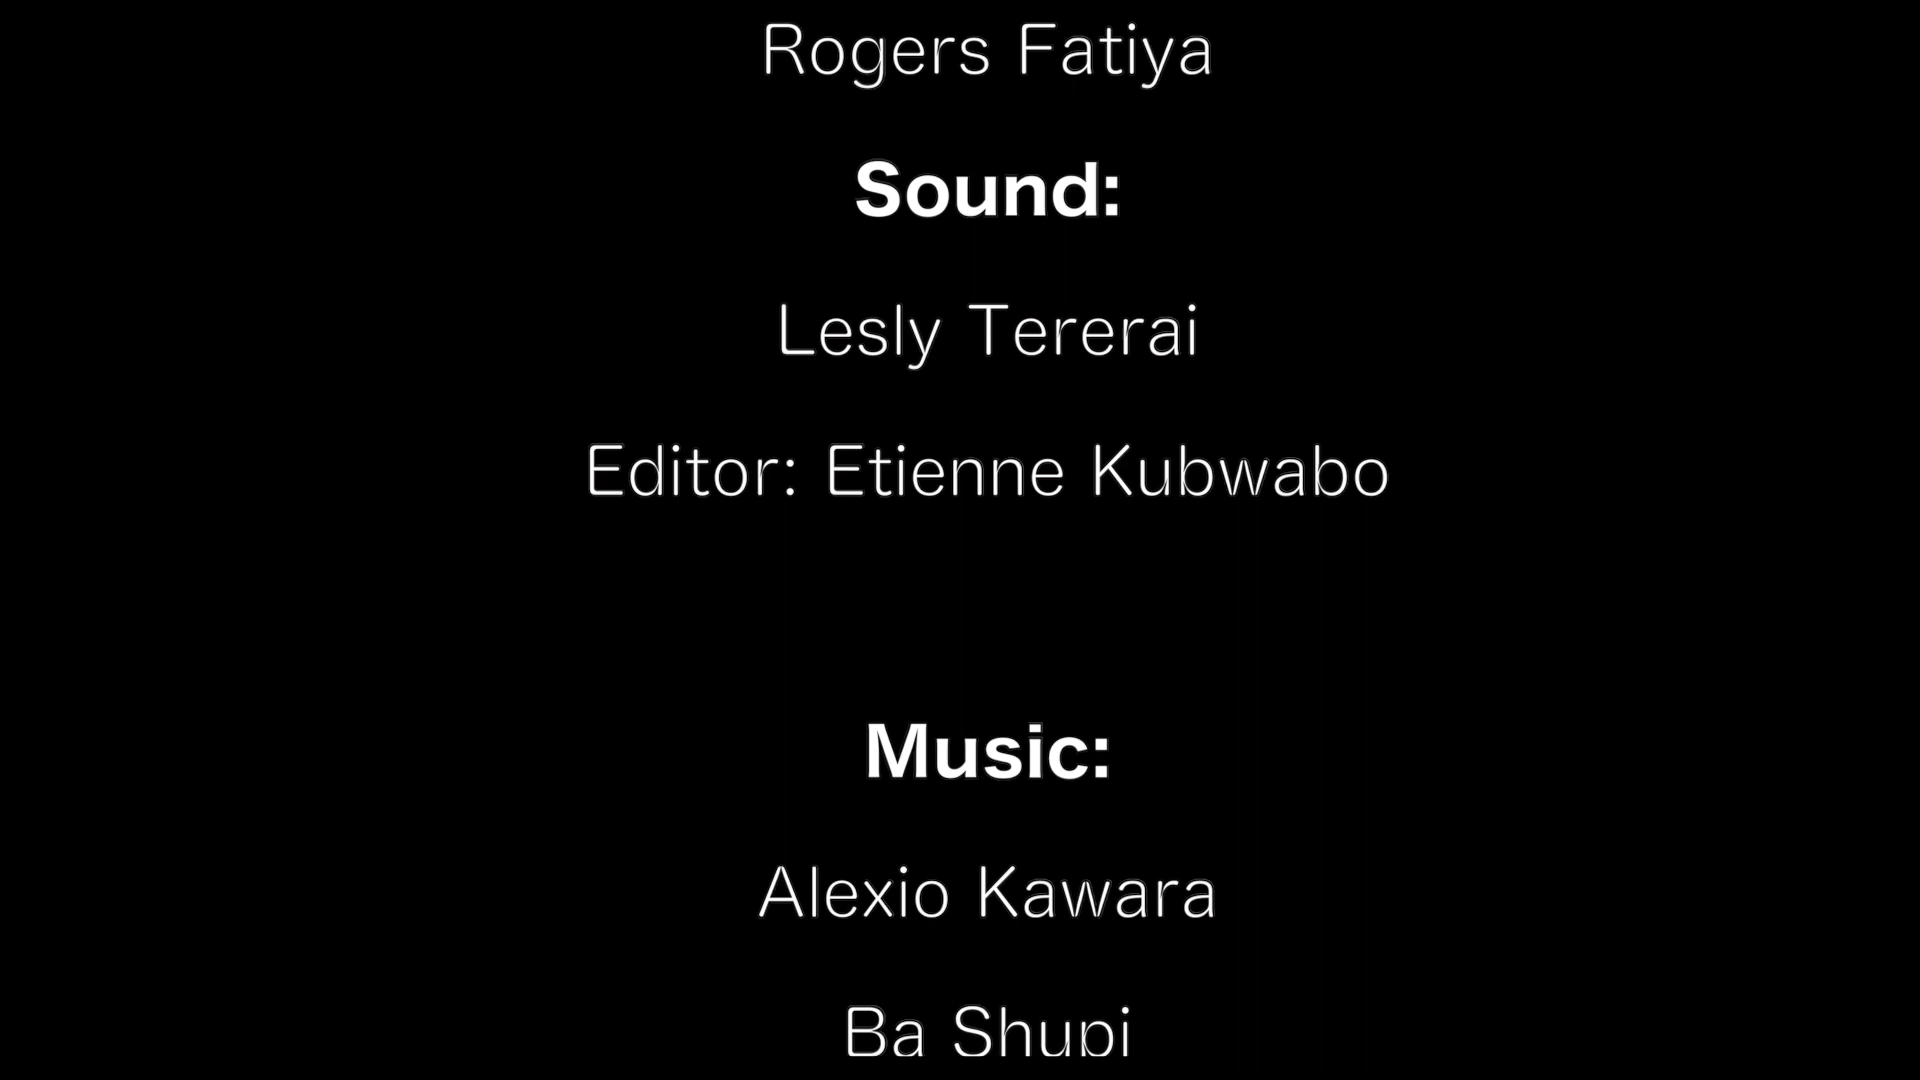 Rogers Fatiya
Sound:
Lesly Tererai
Editor: Etienne Kubwabo
Music:
Alexio Kawara
Ba Shupi